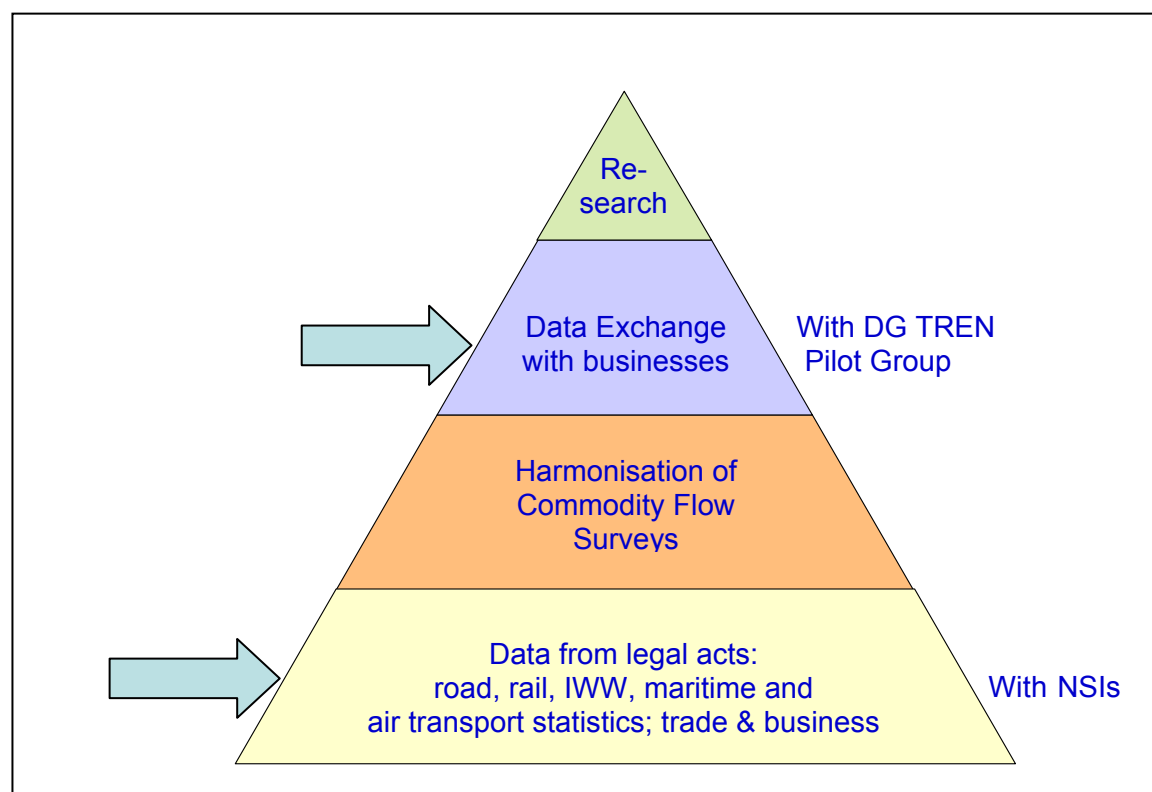 Re-
search
Data Exchange
with businesses
With DG TREN
Pilot Group
Harmonisation of
Commodity Flow
Surveys
Data from legal acts:
road, rail, IWW, maritime and
air transport statistics; trade & business
With NSIs